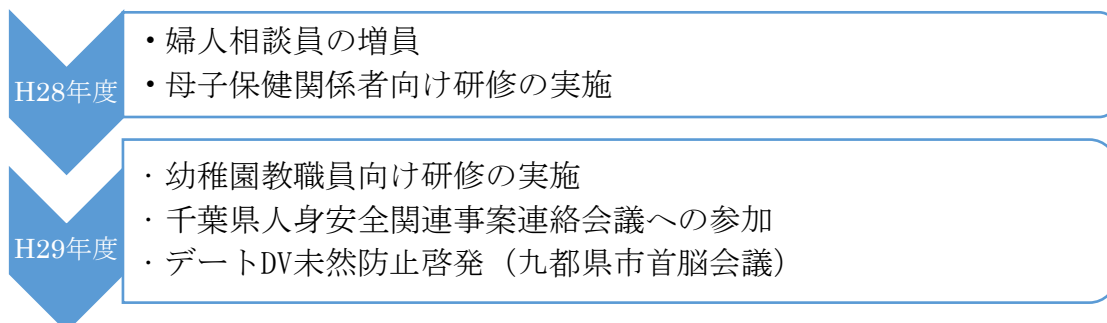 H28年度
・婦人相談員の増員
・母子保健関係者向け研修の実施
H29年度
・幼稚園教職員向け研修の実施
・千葉県人身安全関連事案連絡会議への参加
・デートDV未然防止啓発（九都県市首脳会議）